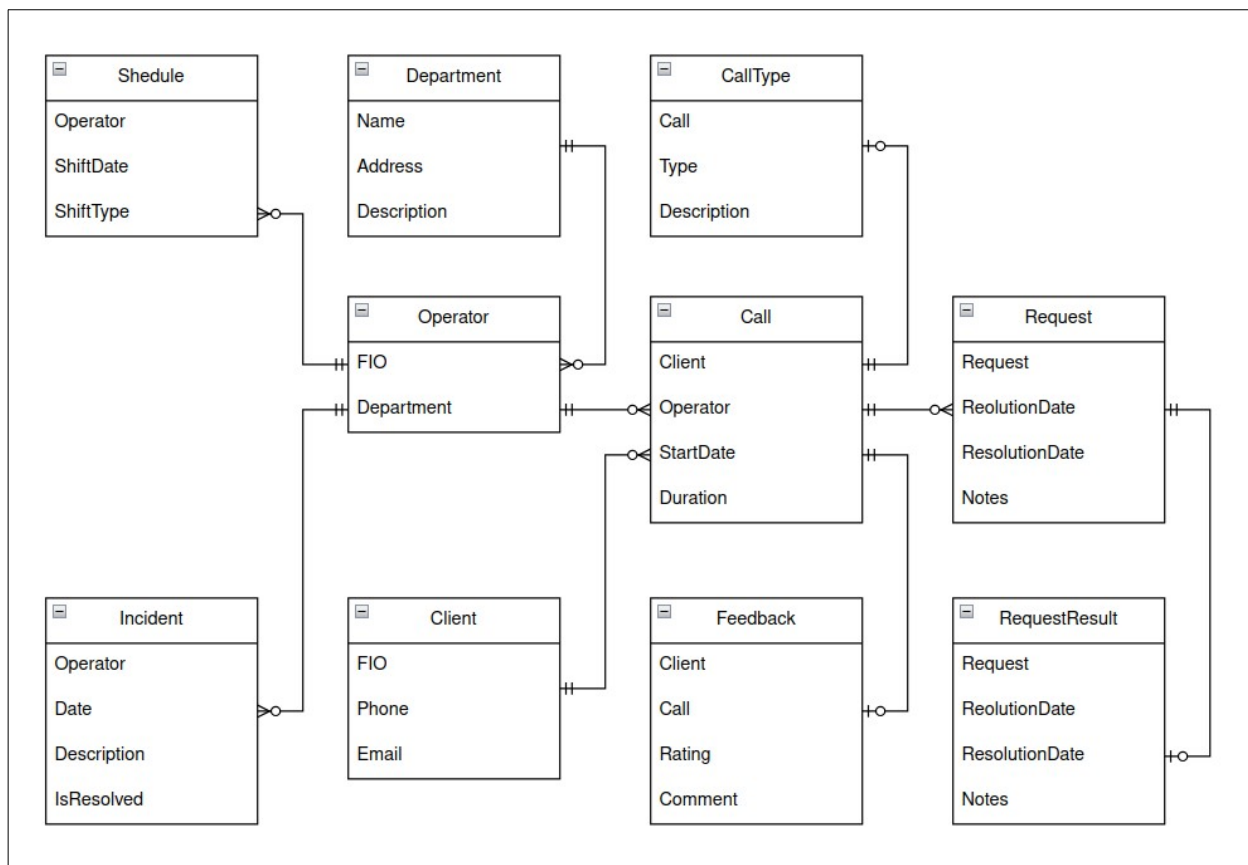 Shedule
Operator
ShiftDate
ShiftType
Department
Name
Address
Description
CallType
Call
Type
Description
Operator
FIO
Department
Call
Client
Operator
StartDate
Duration
Request
Request
ReolutionDate
ResolutionDate
Notes
Incident
Operator
Date
Description
IsResolved
Client
FIO
Phone
Email
Feedback
Client
Call
Rating
Comment
RequestResult
Request
ReolutionDate
ResolutionDate
Notes